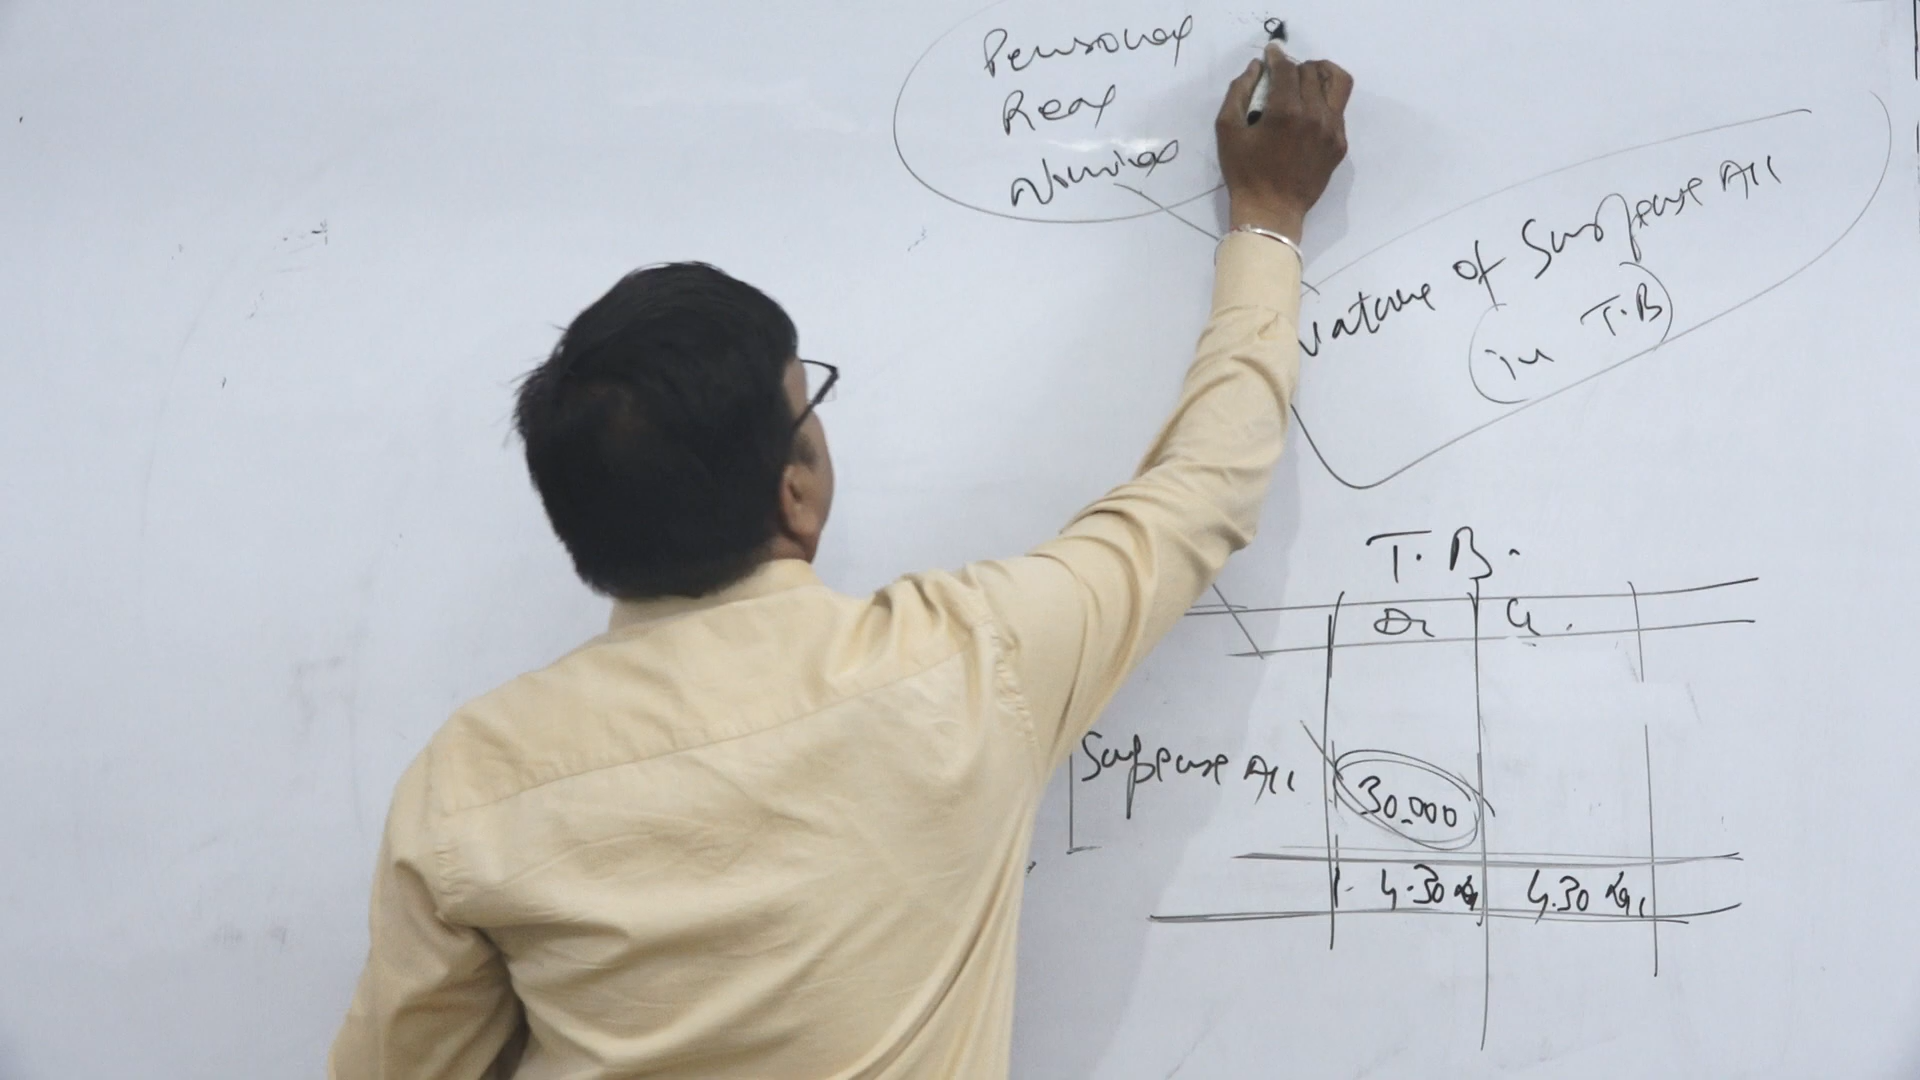 Personal
Real
Nominal
Nature of Suspense A/c
in T.B
T.B.
Dr Cr.
Suspense A/c 30,000
4.30 4.30